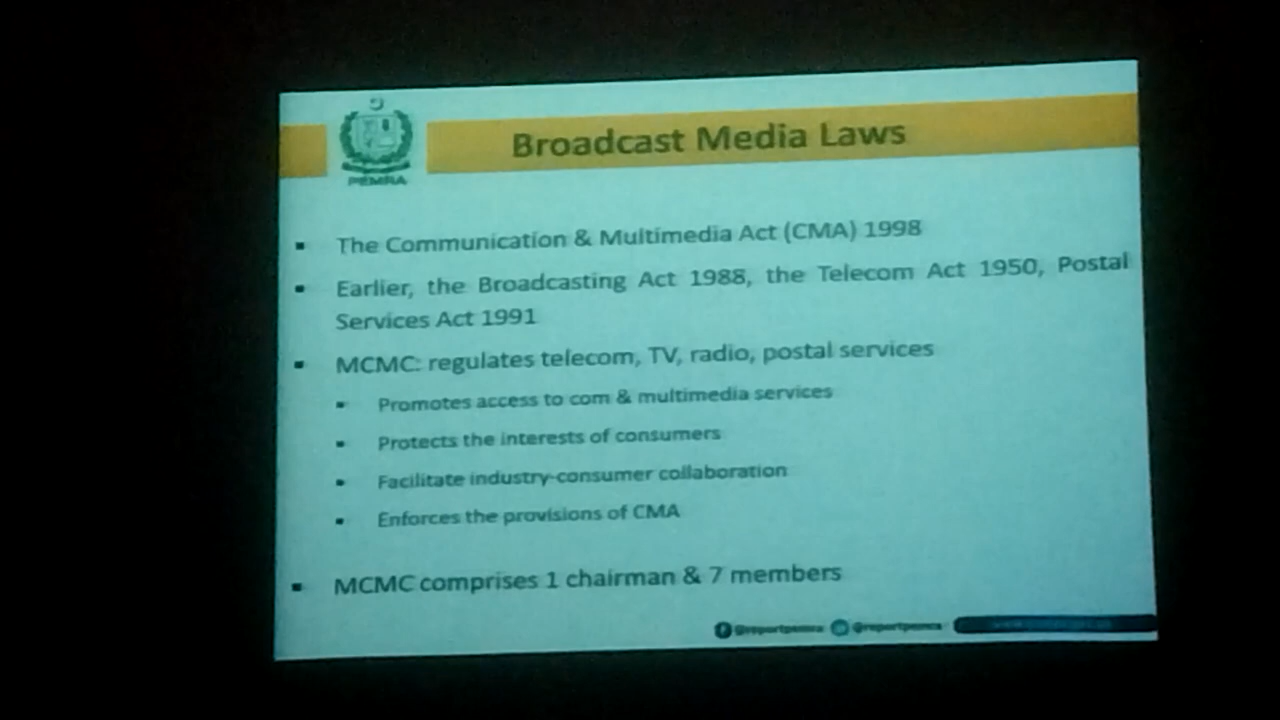 Broadcast Media Laws
PEMRA
▪ The Communication & Multimedia Act (CMA) 1998
▪ Earlier, the Broadcasting Act 1988, the Telecom Act 1950, Postal
Services Act 1991
▪ MCMC: regulates telecom, TV, radio, postal services
▪ Promotes access to com & multimedia services
▪ Protects the interests of consumers
▪ Facilitate industry-consumer collaboration
▪ Enforces the provisions of CMA
▪ MCMC comprises 1 chairman & 7 members
@reportpemra @reportpemra